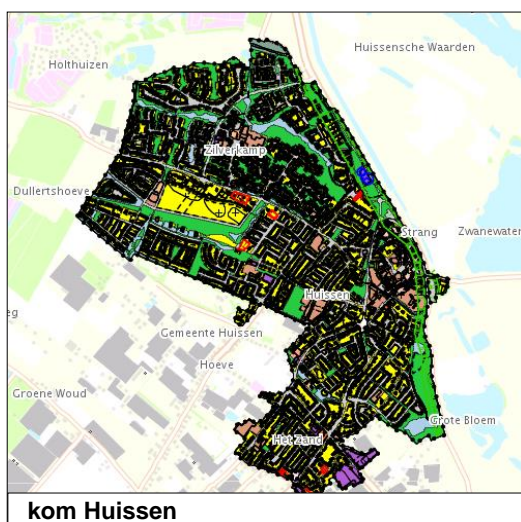 Huissensche Waarden
Holthuizen
Zilverkamp
Dullertshoeve
Strang
Zwanewater
Huissen
eg
Gemeente Huissen
Hoeve
Groene Woud
Grote Bloem
Het Zand
kom Huissen